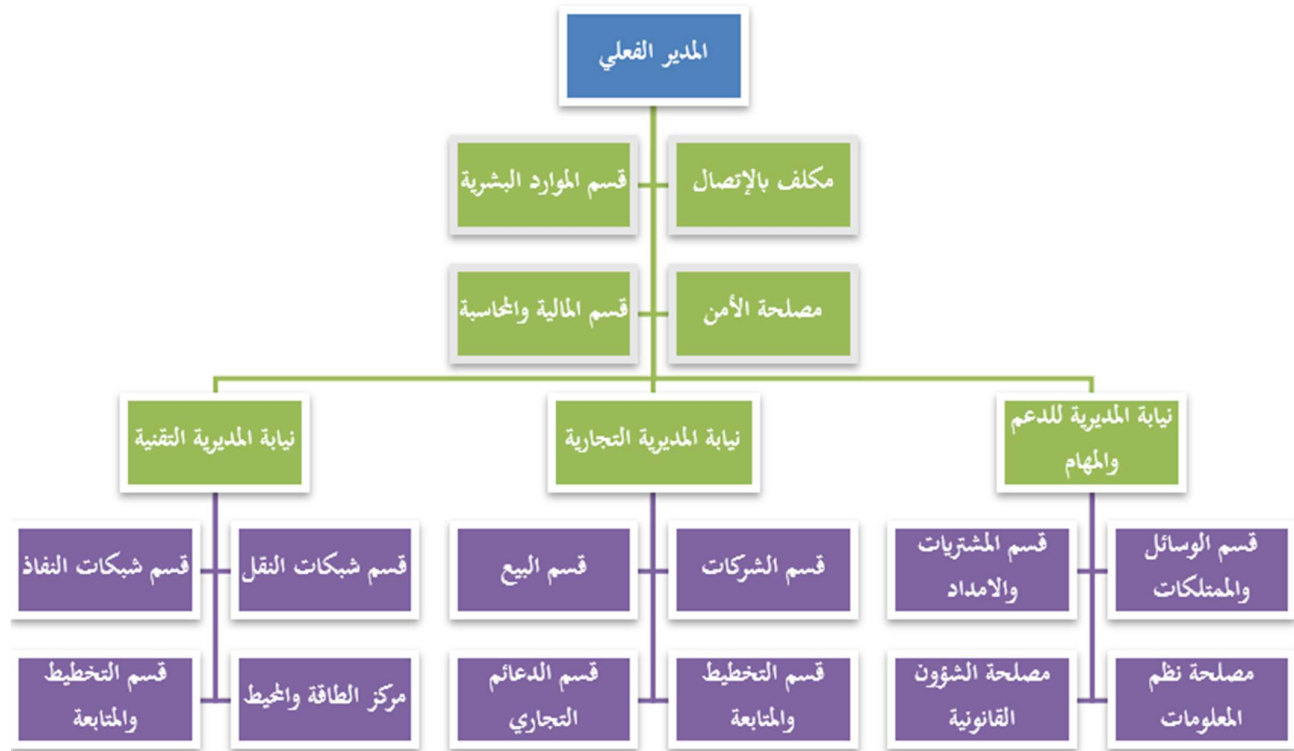 المدير الفعلي
مكلف بالإتصال
قسم الموارد البشرية
مصلحة الأمن
قسم المالية والمحاسبة
نيابة المديرية للدعم
والمهام
نيابة المديرية التجارية
نيابة المديرية التقنية
قسم الوسائل
والممتلكات
قسم المشتريات
والامداد
قسم الشركات
قسم البيع
قسم شبكات النقل
قسم شبكات النفاذ
مصلحة نظم
المعلومات
مصلحة الشؤون
القانونية
قسم التخطيط
والمتابعة
قسم الدعائم
التجاري
مركز الطاقة والمحيط
قسم التخطيط
والمتابعة